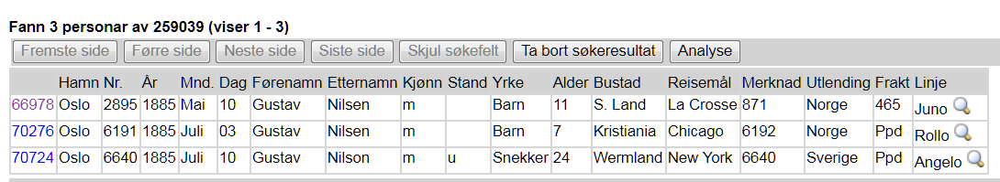 Fann 3 personar av 259039 (viser 1 - 3)
Fremste side Førre side Neste side Siste side Skjul søkefelt Ta bort søkeresultat Analyse
Hamn Nr. År Mnd. Dag Førenamn Etternamn Kjønn Stand Yrke Alder Bustad Reisemål Merknad Utlending Frakt Linje
66978 Oslo 2895 1885 Mai 10 Gustav Nilsen m Barn 11 S. Land La Crosse 871 Norge 465 Juno
70276 Oslo 6191 1885 Juli 03 Gustav Nilsen m Barn 7 Kristiania Chicago 6192 Norge Ppd Rollo
70724 Oslo 6640 1885 Juli 10 Gustav Nilson m u Snekker 24 Wermland New York 6640 Sverige Ppd Angelo